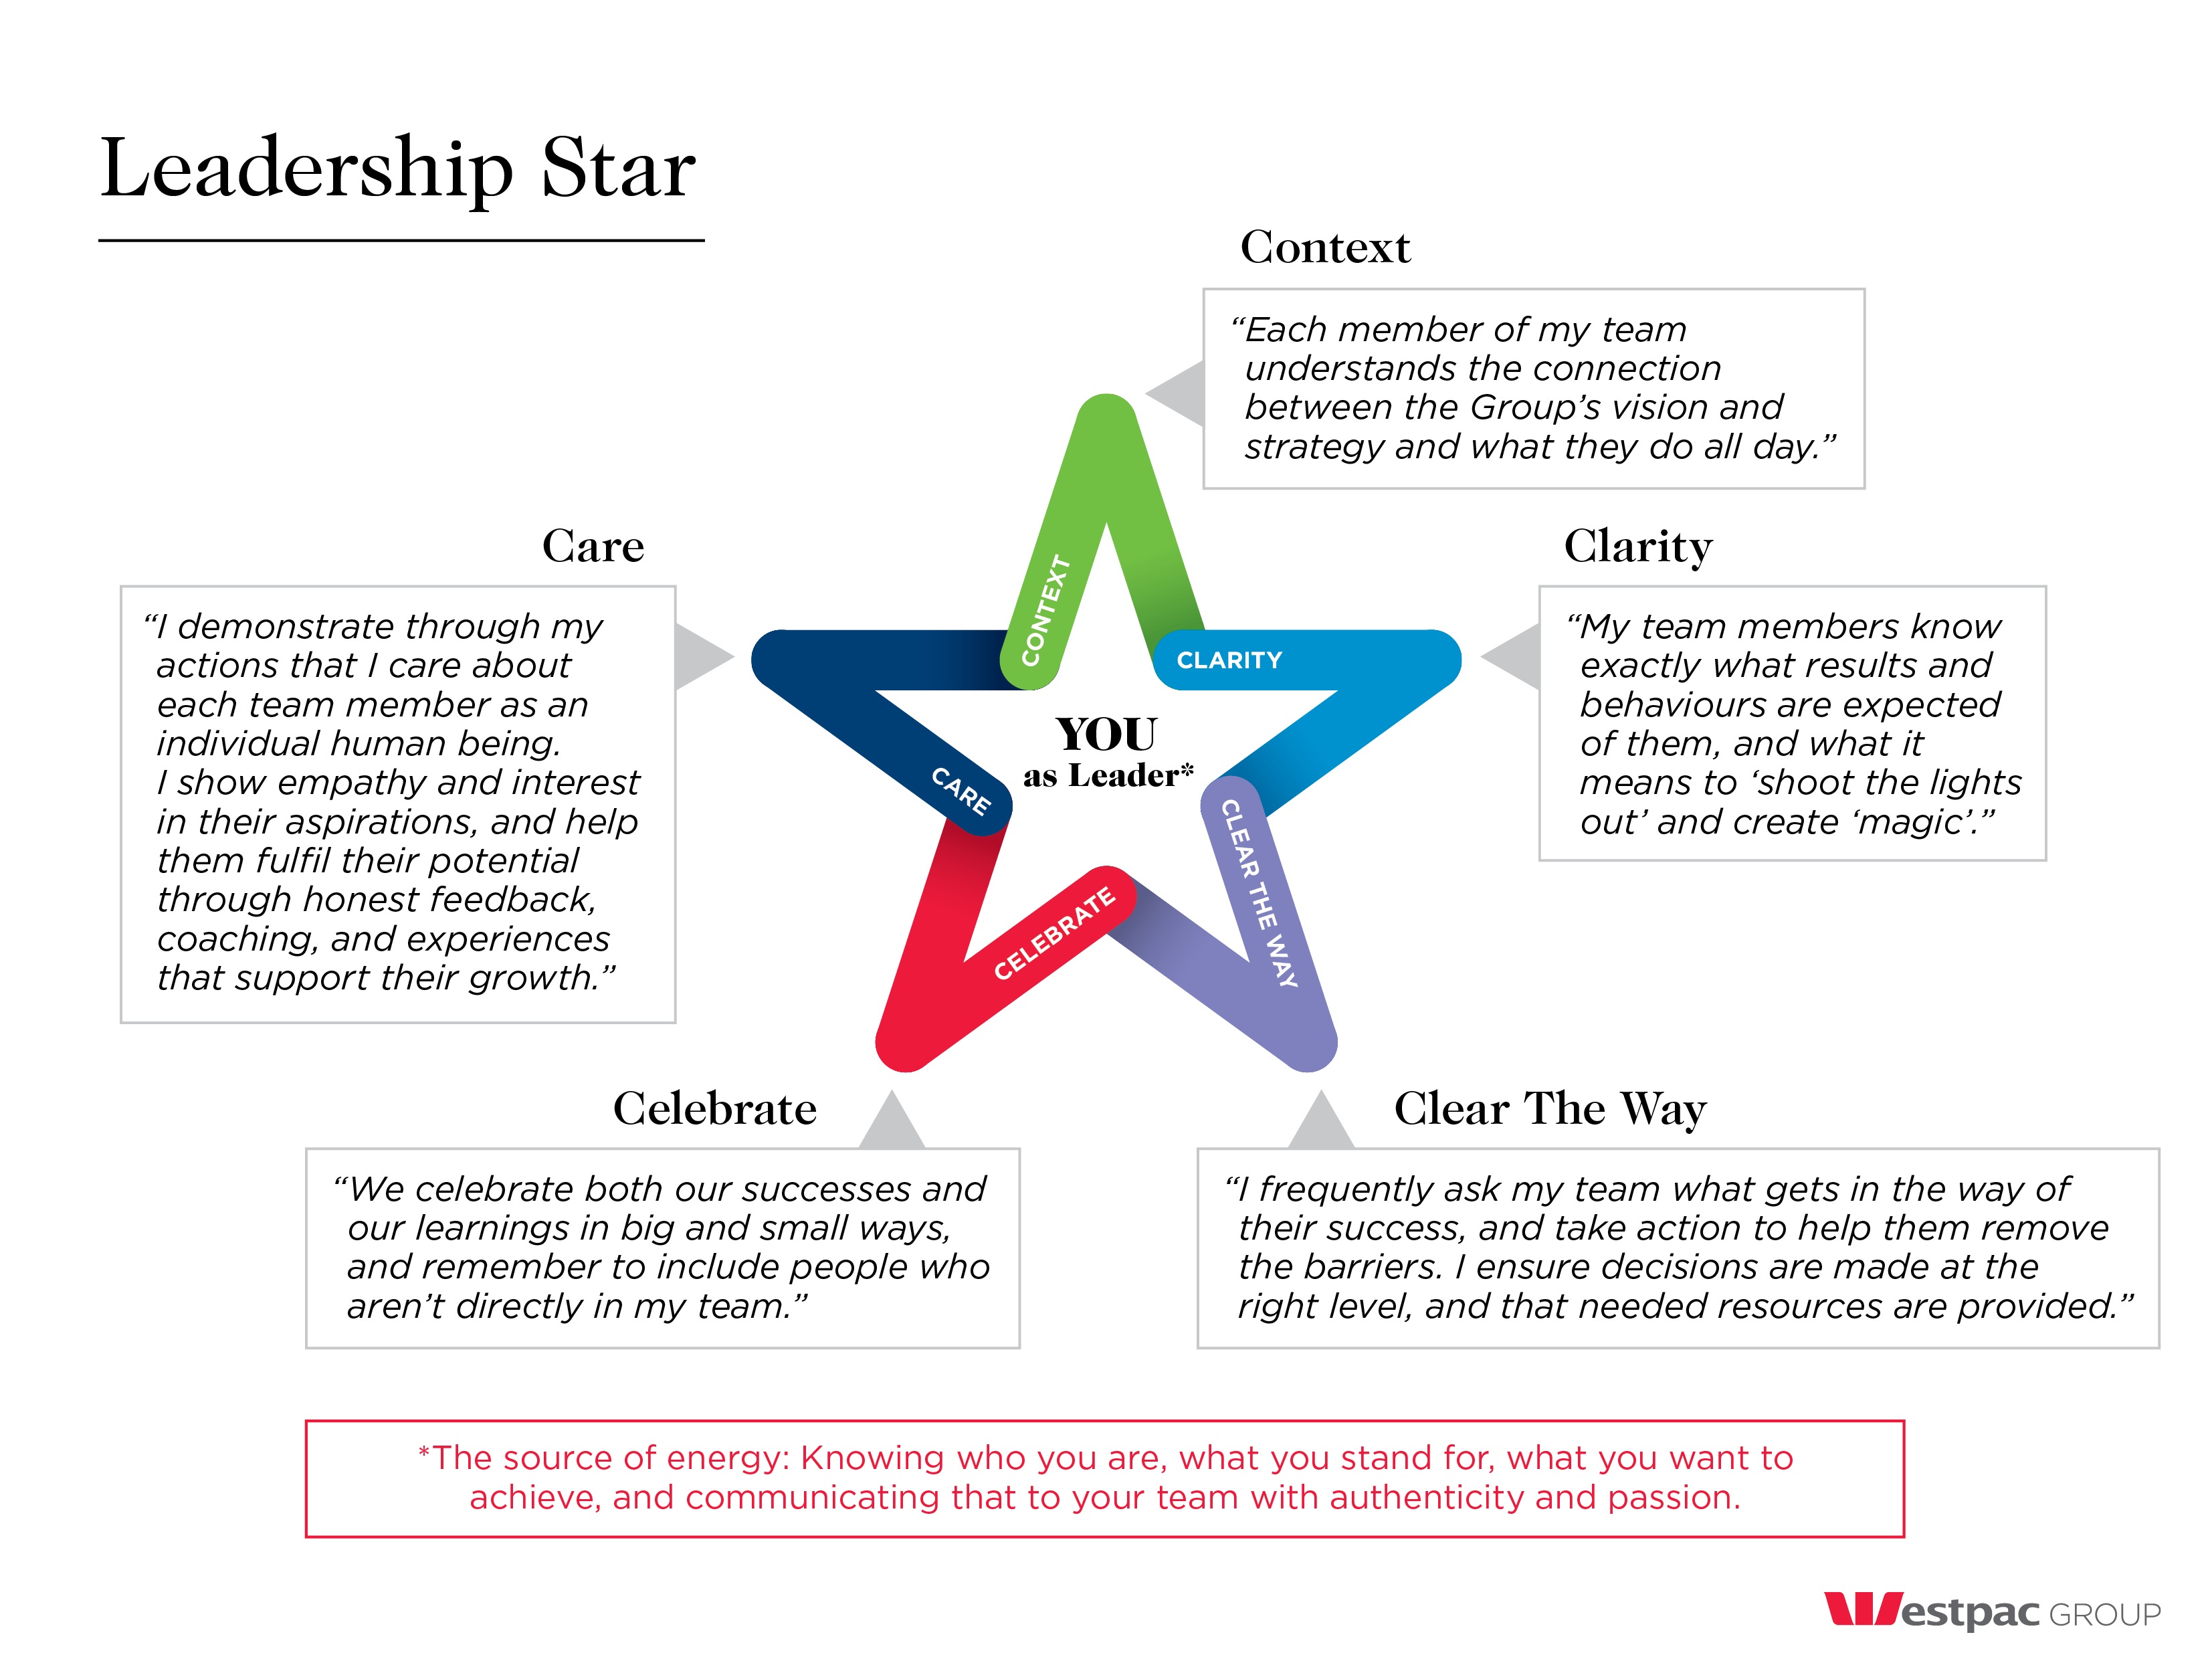 Leadership Star
Context
“Each member of my team
understands the connection
between the Group’s vision and
strategy and what they do all day.”
Care
“I demonstrate through my
actions that I care about
each team member as an
individual human being.
I show empathy and interest
in their aspirations, and help
them fulfil their potential
through honest feedback,
coaching, and experiences
that support their growth.”
Clarity
“My team members know
exactly what results and
behaviours are expected
of them, and what it
means to ‘shoot the lights
out’ and create ‘magic’.”
CONTEXT
CLARITY
YOU
as Leader*
CARE
CLEAR THE WAY
CELEBRATE
Celebrate
“We celebrate both our successes and
our learnings in big and small ways,
and remember to include people who
aren’t directly in my team.”
Clear The Way
“I frequently ask my team what gets in the way of
their success, and take action to help them remove
the barriers. I ensure decisions are made at the
right level, and that needed resources are provided.”
*The source of energy: Knowing who you are, what you stand for, what you want to
achieve, and communicating that to your team with authenticity and passion.
Westpac GROUP